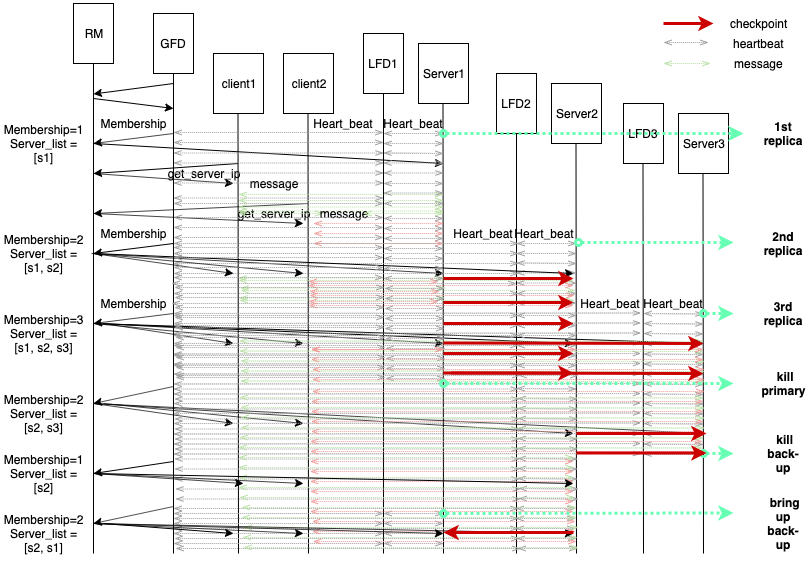 RM
GFD
client1
client2
LFD1
Server1
LFD2
Server2
LFD3
Server3
checkpoint
heartbeat
message
Membership=1
Server_list =
[s1]
Membership
Heart_beat
Heart_beat
1st
replica
get_server_ip
message
get_server_ip
message
Membership=2
Server_list =
[s1, s2]
Membership
Heart_beat
Heart_beat
2nd
replica
Membership=3
Server_list =
[s1, s2, s3]
Membership
Heart_beat
Heart_beat
3rd
replica
kill
primary
Membership=2
Server_list =
[s2, s3]
kill
back-
up
Membership=1
Server_list =
[s2]
Membership=2
Server_list =
[s2, s1]
bring
up
back-
up